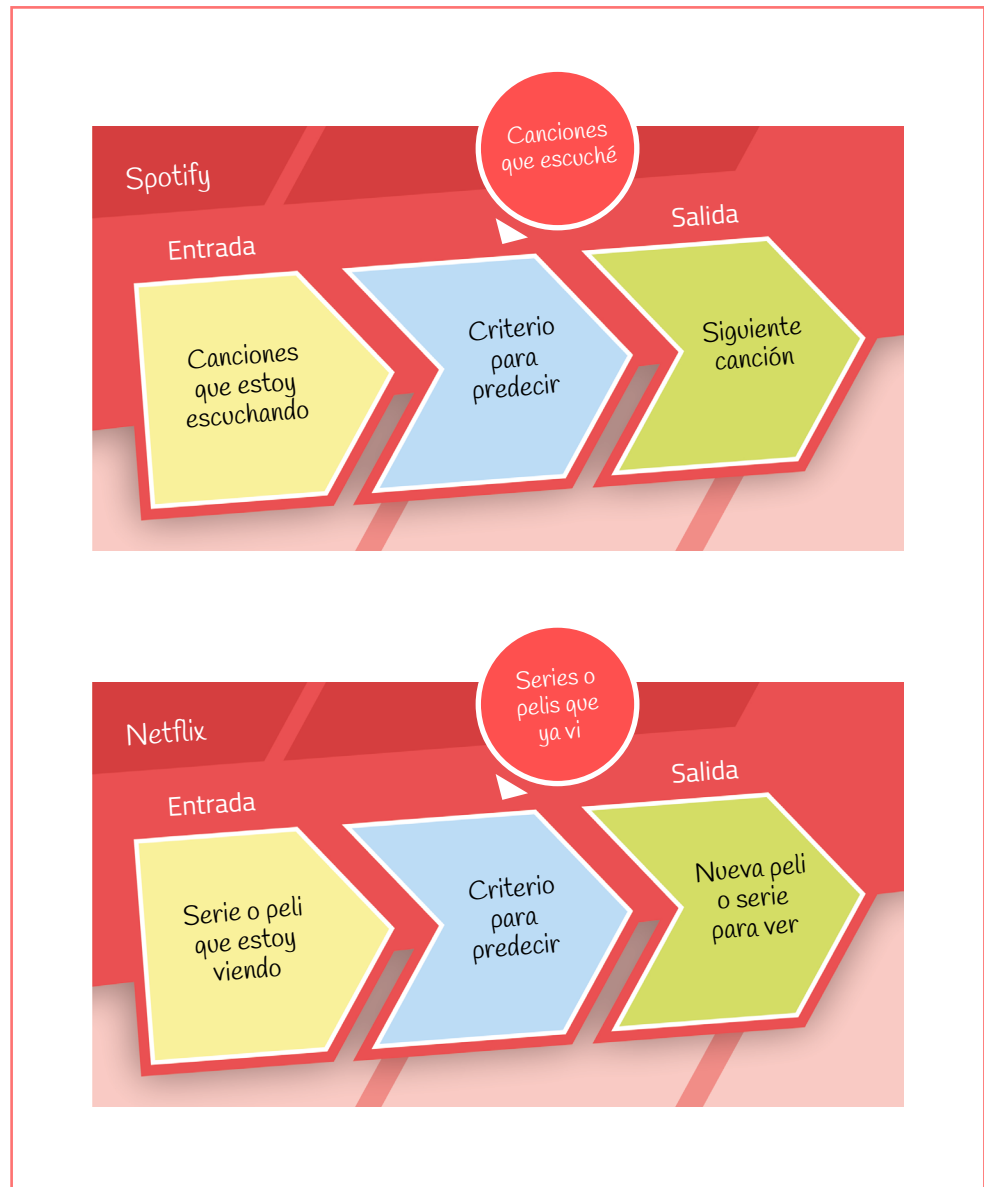 Canciones
que escuché
Spotify
Entrada
Salida
Canciones
que estoy
escuchando
Criterio
para
predecir
Siguiente
canción
Series o
pelis que
ya vi
Netflix
Entrada
Salida
Serie o peli
que estoy
viendo
Criterio
para
predecir
Nueva peli
o serie
para ver